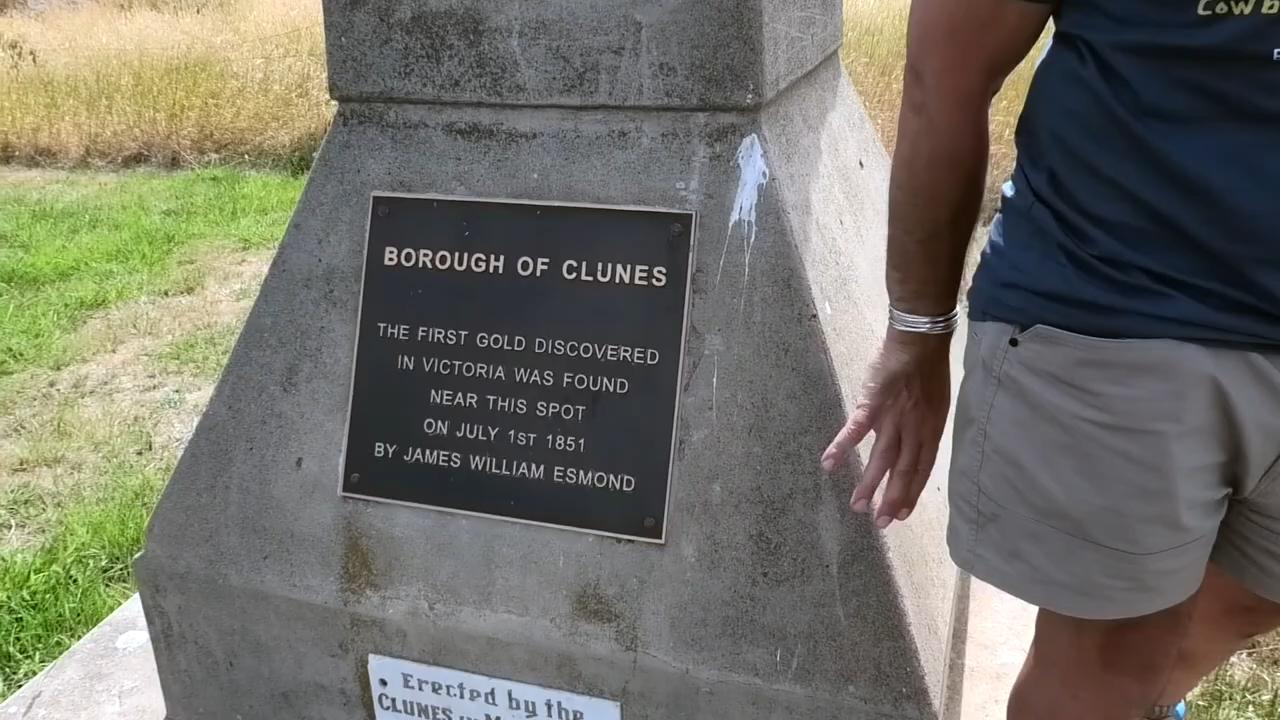 COWB
BOROUGH OF CLUNES
THE FIRST GOLD DISCOVERED
IN VICTORIA WAS FOUND
NEAR THIS SPOT
ON JULY 1ST 1851
BY JAMES WILLIAM ESMOND
Erected by the
CLUNES